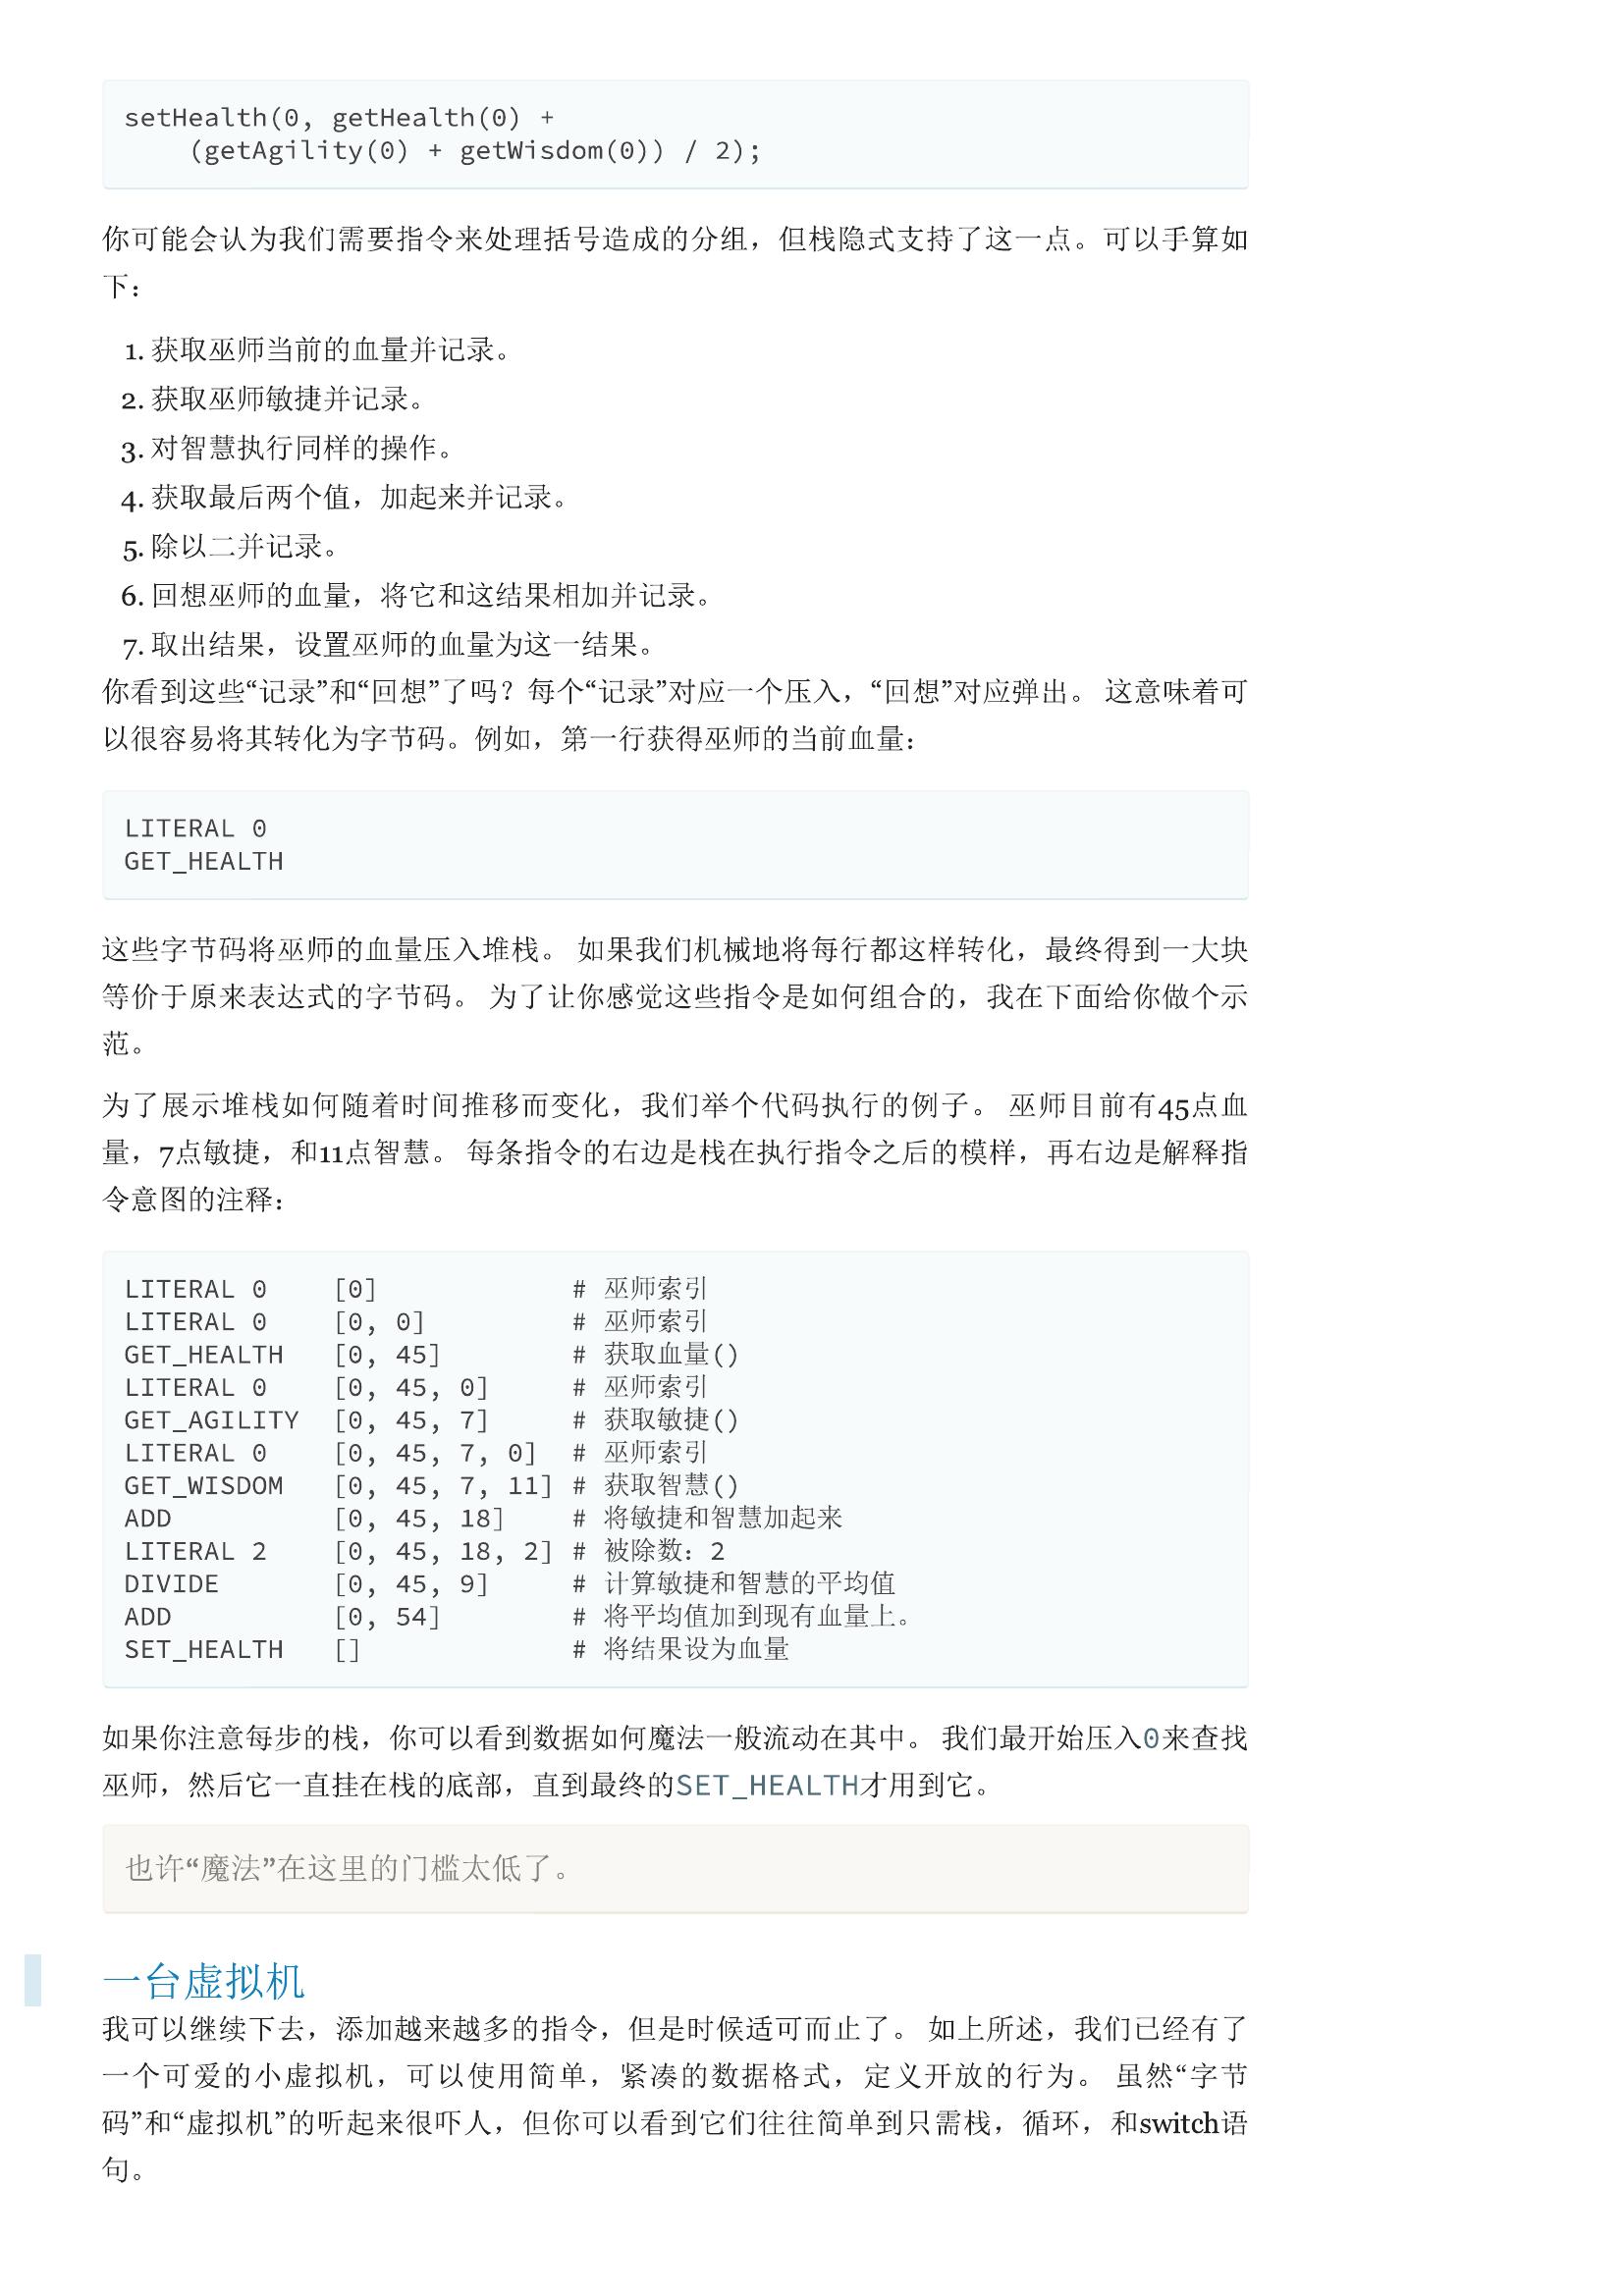 setHealth(0, getHealth(0) +
    (getAgility(0) + getWisdom(0)) / 2);
你可能会认为我们需要指令来处理括号造成的分组，但栈隐式支持了这一点。可以手算如
下：
1. 获取巫师当前的血量并记录。
2. 获取巫师敏捷并记录。
3. 对智慧执行同样的操作。
4. 获取最后两个值，加起来并记录。
5. 除以二并记录。
6. 回想巫师的血量，将它和这结果相加并记录。
7. 取出结果，设置巫师的血量为这一结果。
你看到这些“记录”和“回想”了吗？每个“记录”对应一个压入，“回想”对应弹出。 这意味着可
以很容易将其转化为字节码。例如，第一行获得巫师的当前血量：
LITERAL 0
GET_HEALTH
这些字节码将巫师的血量压入堆栈。 如果我们机械地将每行都这样转化，最终得到一大块
等价于原来表达式的字节码。 为了让你感觉这些指令是如何组合的，我在下面给你做个示
范。
为了展示堆栈如何随着时间推移而变化，我们举个代码执行的例子。 巫师目前有45点血
量，7点敏捷，和11点智慧。 每条指令的右边是栈在执行指令之后的模样，再右边是解释指
令意图的注释：
LITERAL 0    [0]            # 巫师索引
LITERAL 0    [0, 0]         # 巫师索引
GET_HEALTH   [0, 45]        # 获取血量()
LITERAL 0    [0, 45, 0]     # 巫师索引
GET_AGILITY  [0, 45, 7]     # 获取敏捷()
LITERAL 0    [0, 45, 7, 0]  # 巫师索引
GET_WISDOM   [0, 45, 7, 11] # 获取智慧()
ADD          [0, 45, 18]    # 将敏捷和智慧加起来
LITERAL 2    [0, 45, 18, 2] # 被除数：2
DIVIDE       [0, 45, 9]     # 计算敏捷和智慧的平均值
ADD          [0, 54]        # 将平均值加到现有血量上。
SET_HEALTH   []             # 将结果设为血量
如果你注意每步的栈，你可以看到数据如何魔法一般流动在其中。 我们最开始压入0来查找
巫师，然后它一直挂在栈的底部，直到最终的SET_HEALTH才用到它。
也许“魔法”在这里的门槛太低了。
一台虚拟机
我可以继续下去，添加越来越多的指令，但是时候适可而止了。 如上所述，我们已经有了
一个可爱的小虚拟机，可以使用简单，紧凑的数据格式，定义开放的行为。 虽然“字节
码”和“虚拟机”的听起来很吓人，但你可以看到它们往往简单到只需栈，循环，和switch语
句。